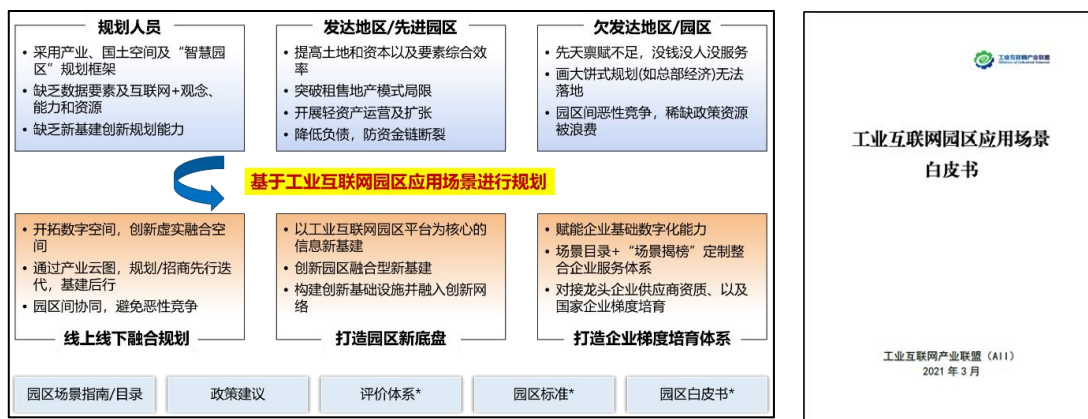 规划人员
• 采用产业、国土空间及“智慧园
区”规划框架
• 缺乏数据要素及互联网+观念、
能力和资源
• 缺乏新基建创新规划能力
发达地区/先进园区
• 提高土地和资本以及要素综合效
率
• 突破租售地产模式局限
• 开展轻资产运营及扩张
• 降低负债，防资金链断裂
欠发达地区/园区
• 先天禀赋不足，没钱没人没服务
• 画大饼式规划(如总部经济)无法
落地
• 园区间恶性竞争，稀缺政策资源
被浪费
基于工业互联网园区应用场景进行规划
• 开拓数字空间，创新虚实融合空
间
• 通过产业云图，规划/招商先行迭
代，基建后行
• 园区间协同，避免恶性竞争
线上线下融合规划
• 以工业互联网园区平台为核心的
信息新基建
• 创新园区融合型新基建
• 构建创新基础设施并融入创新网
络
打造园区新底盘
• 赋能企业基础数字化能力
• 场景目录+“场景揭榜”定制整
合企业服务体系
• 对接龙头企业供应商资质、以及
国家企业梯度培育
打造企业梯度培育体系
园区场景指南/目录
政策建议
评价体系*
园区标准*
园区白皮书*
工业互联网产业联盟
工业互联网园区应用场景
白皮书
工业互联网产业联盟（AII）
2021 年 3 月